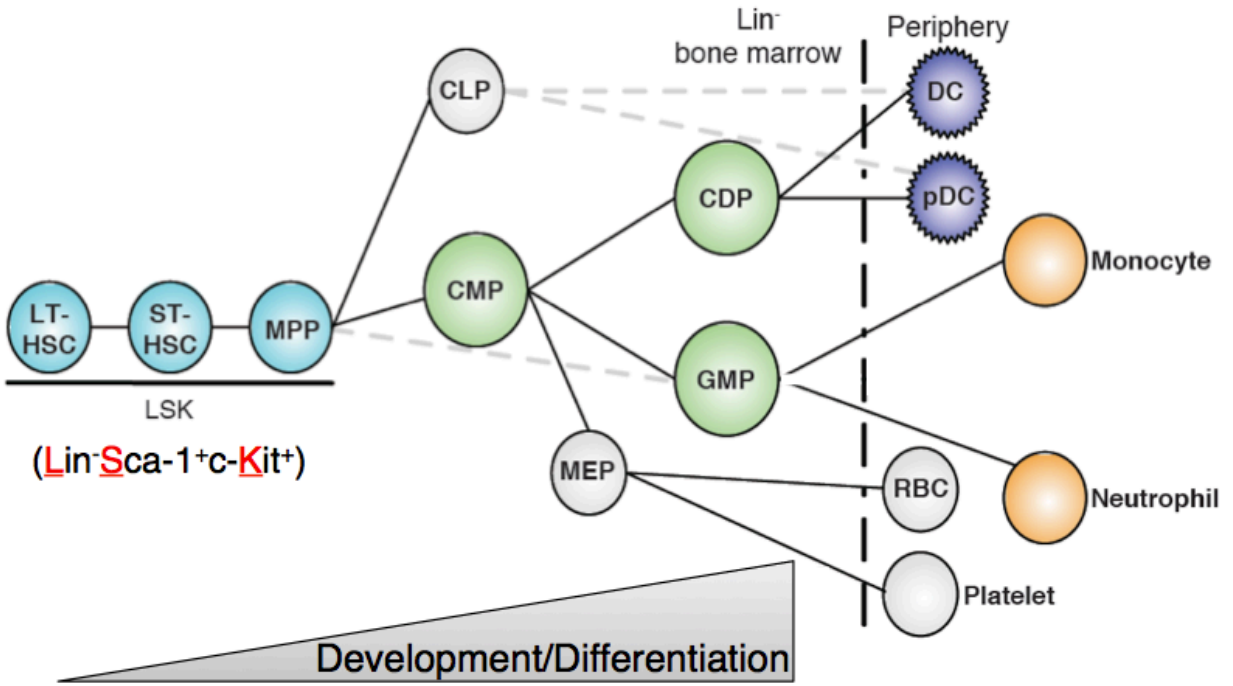 Lin-
bone marrow
Periphery
CLP
DC
CDP
pDC
CMP
Monocyte
LT-
HSC
ST-
HSC
MPP
GMP
LSK
(Lin-Sca-1+c-Kit+)
MEP
RBC
Neutrophil
Platelet
Development/Differentiation